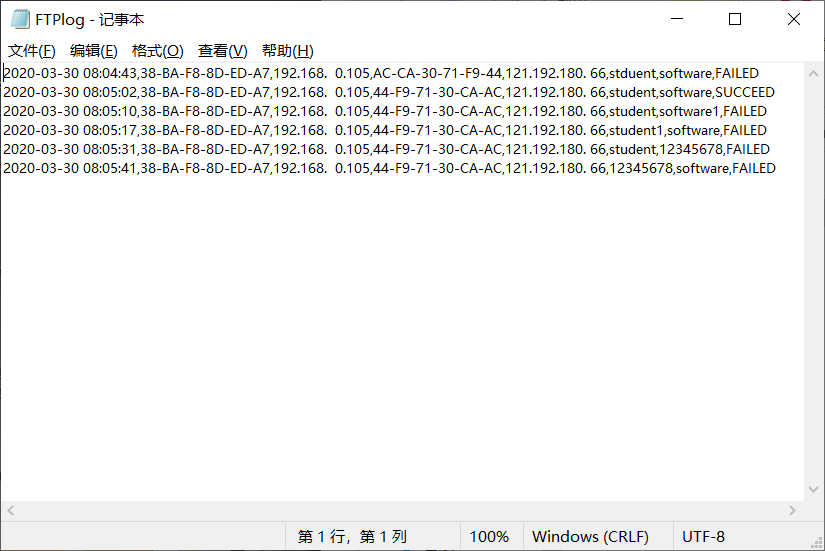 FTPlog - 记事本
文件(F) 编辑(E) 格式(O) 查看(V) 帮助(H)
2020-03-30 08:04:43,38-BA-F8-8D-ED-A7,192.168.  0.105,AC-CA-30-71-F9-44,121.192.180. 66,stduent,software,FAILED
2020-03-30 08:05:02,38-BA-F8-8D-ED-A7,192.168.  0.105,44-F9-71-30-CA-AC,121.192.180. 66,student,software,SUCCEED
2020-03-30 08:05:10,38-BA-F8-8D-ED-A7,192.168.  0.105,44-F9-71-30-CA-AC,121.192.180. 66,student,software1,FAILED
2020-03-30 08:05:17,38-BA-F8-8D-ED-A7,192.168.  0.105,44-F9-71-30-CA-AC,121.192.180. 66,student1,software,FAILED
2020-03-30 08:05:31,38-BA-F8-8D-ED-A7,192.168.  0.105,44-F9-71-30-CA-AC,121.192.180. 66,student,12345678,FAILED
2020-03-30 08:05:41,38-BA-F8-8D-ED-A7,192.168.  0.105,44-F9-71-30-CA-AC,121.192.180. 66,12345678,software,FAILED
第 1 行，第 1 列 100% Windows (CRLF) UTF-8